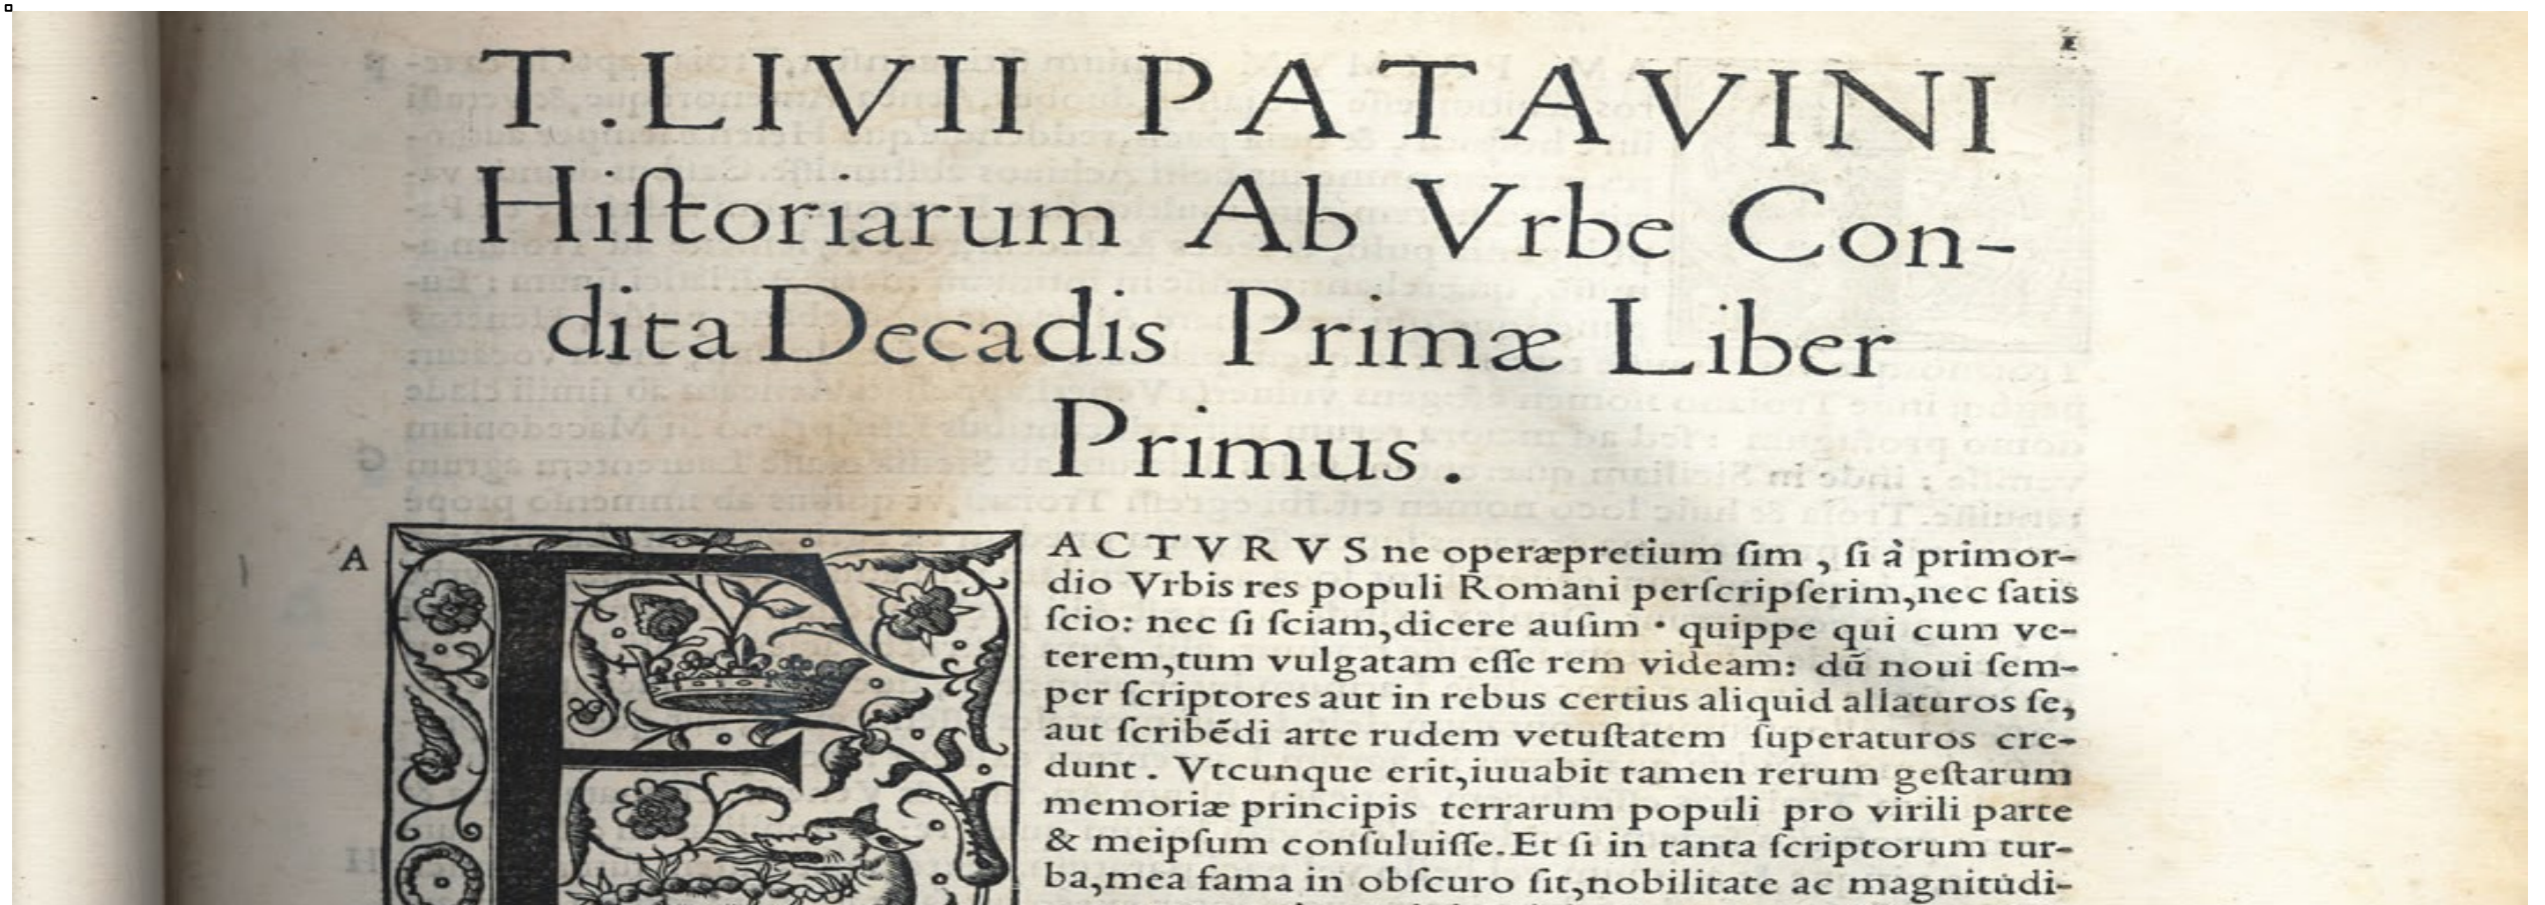 T. LIVII PATAVINI
Hiſtoriarum Ab Vrbe Con-
dita Decadis Primæ Liber
Primus.
A
FACTVRVS ne operæpretium ſim, ſi à primor-
dio Vrbis res populi Romani perſcripſerim, nec ſatis
ſcio: nec ſi ſciam, dicere auſim · quippe qui cum ve-
terem, tum vulgatam eſſe rem videam: dū noui ſem-
per ſcriptores aut in rebus certius aliquid allaturos ſe,
aut ſcribēdi arte rudem vetuſtatem ſuperaturos cre-
dunt. Vtcunque erit, iuuabit tamen rerum geſtarum
memoriæ principis terrarum populi pro virili parte
& meipſum conſuluiſſe. Et ſi in tanta ſcriptorum tur-
ba, mea fama in obſcuro ſit, nobilitate ac magnitudi-